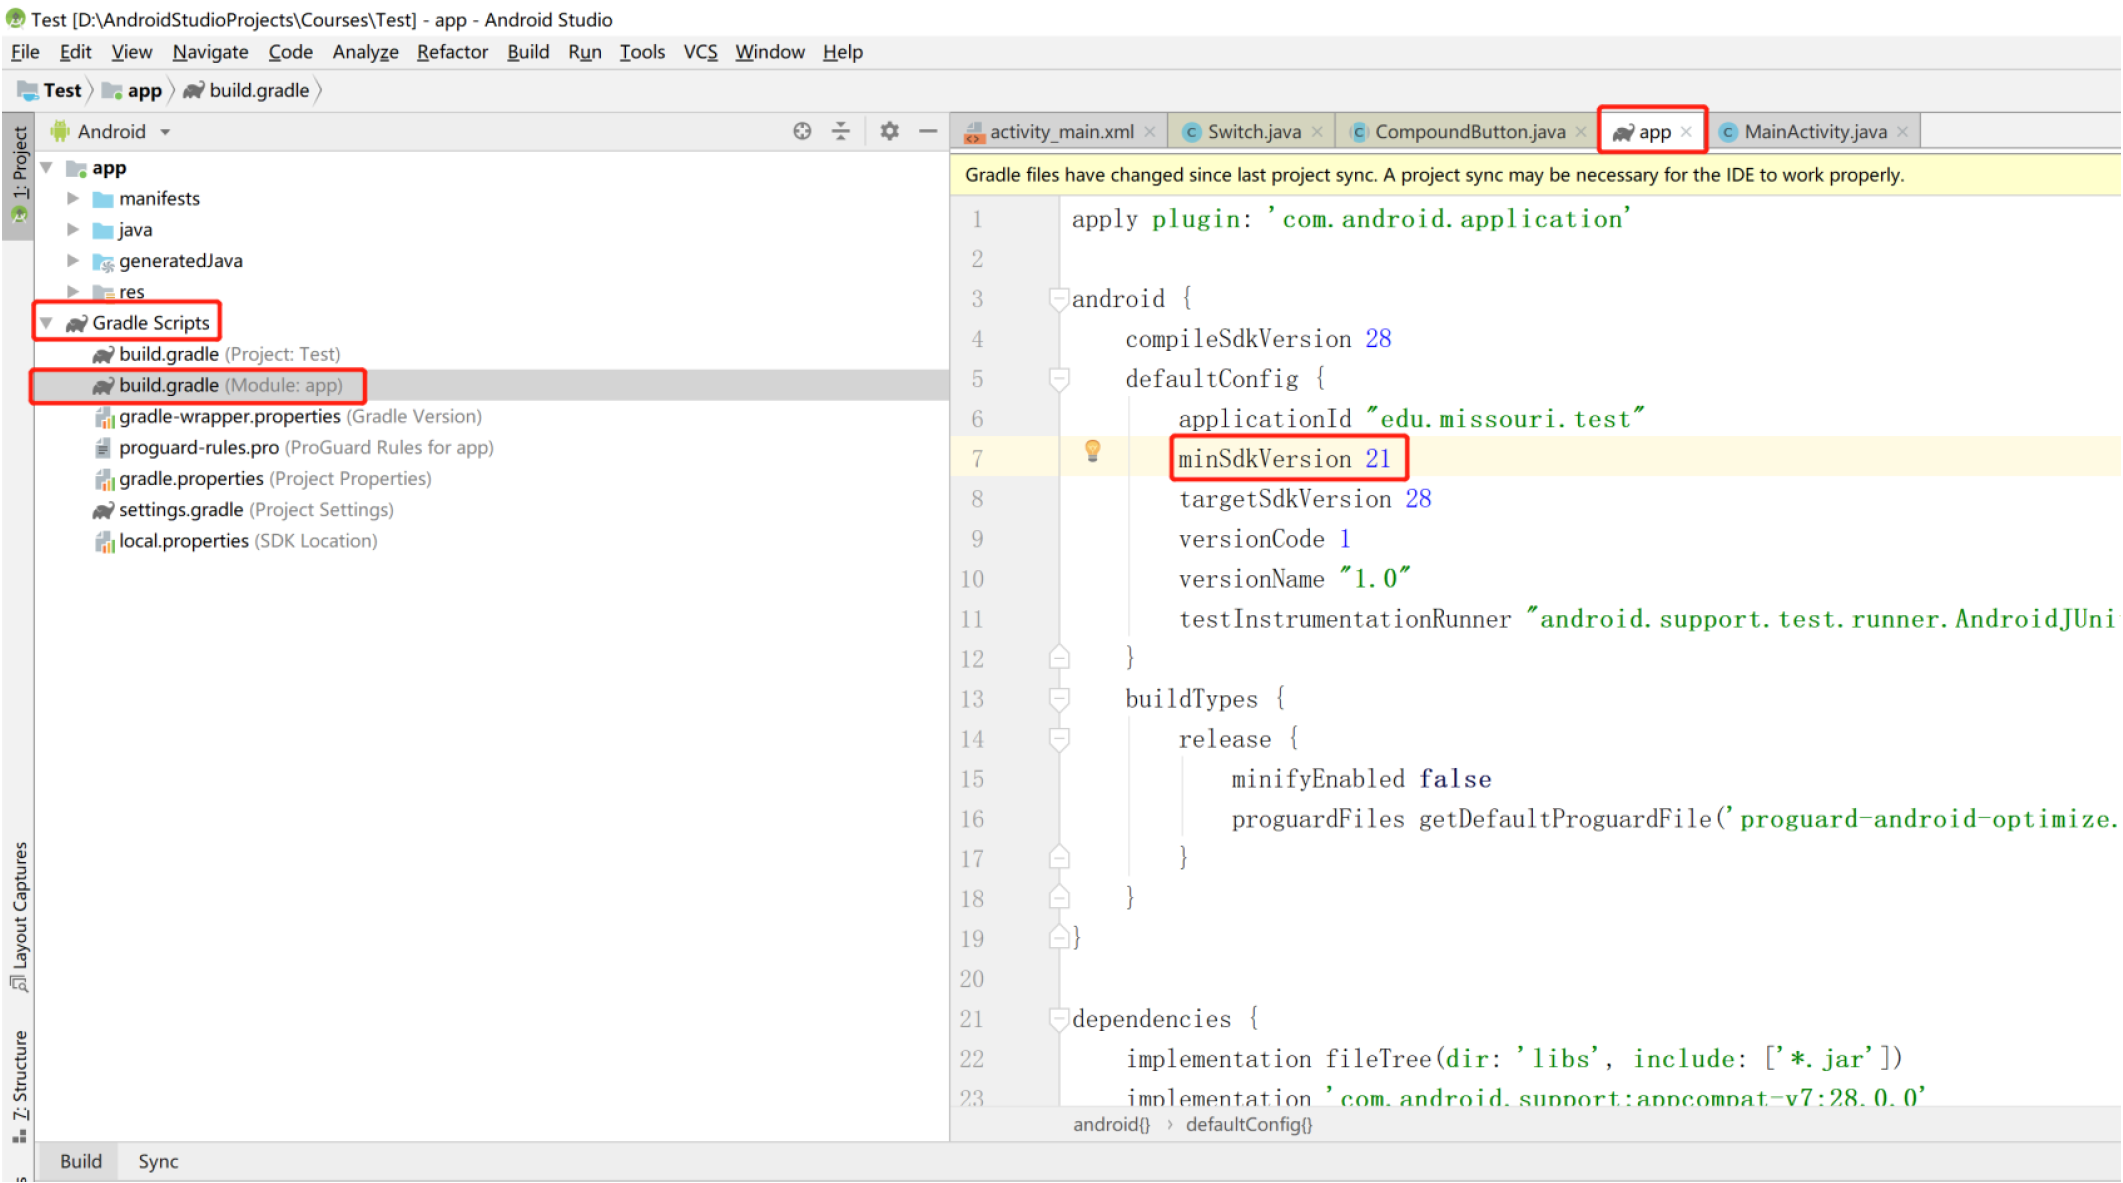 Test [D:\AndroidStudioProjects\Courses\Test] - app - Android Studio
File Edit View Navigate Code Analyze Refactor Build Run Tools VCS Window Help
Test app build.gradle
1: Project
Android
app
manifests
java
generatedJava
res
Gradle Scripts
build.gradle (Project: Test)
build.gradle (Module: app)
gradle-wrapper.properties (Gradle Version)
proguard-rules.pro (ProGuard Rules for app)
gradle.properties (Project Properties)
settings.gradle (Project Settings)
local.properties (SDK Location)
Layout Captures
7: Structure
activity_main.xml Switch.java CompoundButton.java app MainActivity.java
Gradle files have changed since last project sync. A project sync may be necessary for the IDE to work properly.
1 apply plugin: 'com.android.application'
2
3 android {
4 compileSdkVersion 28
5 defaultConfig {
6 applicationId "edu.missouri.test"
7 minSdkVersion 21
8 targetSdkVersion 28
9 versionCode 1
10 versionName "1.0"
11 testInstrumentationRunner "android.support.test.runner.AndroidJUni
12 }
13 buildTypes {
14 release {
15 minifyEnabled false
16 proguardFiles getDefaultProguardFile('proguard-android-optimize.
17 }
18 }
19 }
20
21 dependencies {
22 implementation fileTree(dir: 'libs', include: ['*.jar'])
23 implementation 'com.android.support:appcompat-v7:28.0.0'
android{} › defaultConfig{}
Build Sync